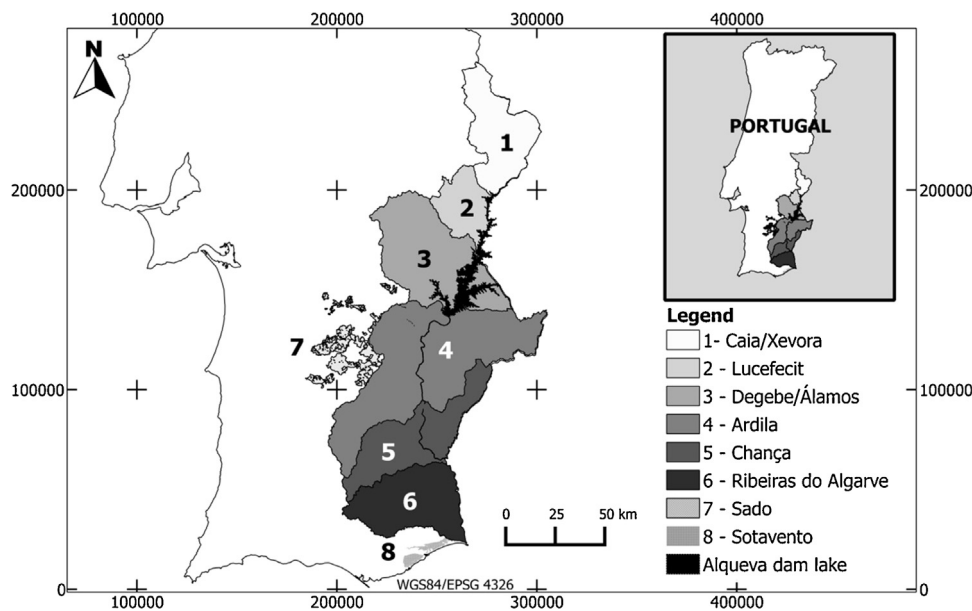 100000 200000 300000 400000
N
PORTUGAL
1
200000 200000
2
3
7
4
100000 100000
5
6
8
0 25 50 km
WGS84/EPSG 4326
0 0
100000 200000 300000 400000
Legend
1- Caia/Xevora
2 - Lucefecit
3 - Degebe/Álamos
4 - Ardila
5 - Chança
6 - Ribeiras do Algarve
7 - Sado
8 - Sotavento
Alqueva dam lake